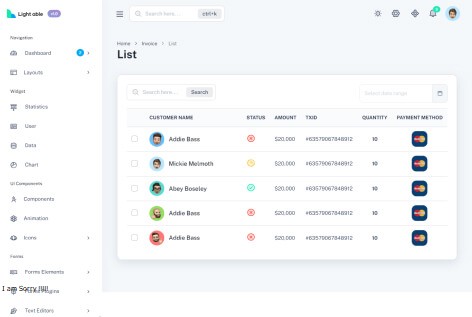 Light able v1.0
Search here... ctrl+k
Navigation
Dashboard
Layouts
Widget
Statistics
User
Data
Chart
UI Components
Components
Animation
Icons
Forms
Forms Elements
Forms Plugins
I am Sorry !!!!!
Text Editors
Home > Invoice > List
List
Search here... Search
Select date range
CUSTOMER NAME STATUS AMOUNT TXID QUANTITY PAYMENT METHOD
Addie Bass $20,000 #63579067848912 10
Mickie Melmoth $20,000 #63579067848912 10
Abey Boseley $20,000 #63579067848912 10
Addie Bass $20,000 #63579067848912 10
Addie Bass $20,000 #63579067848912 10